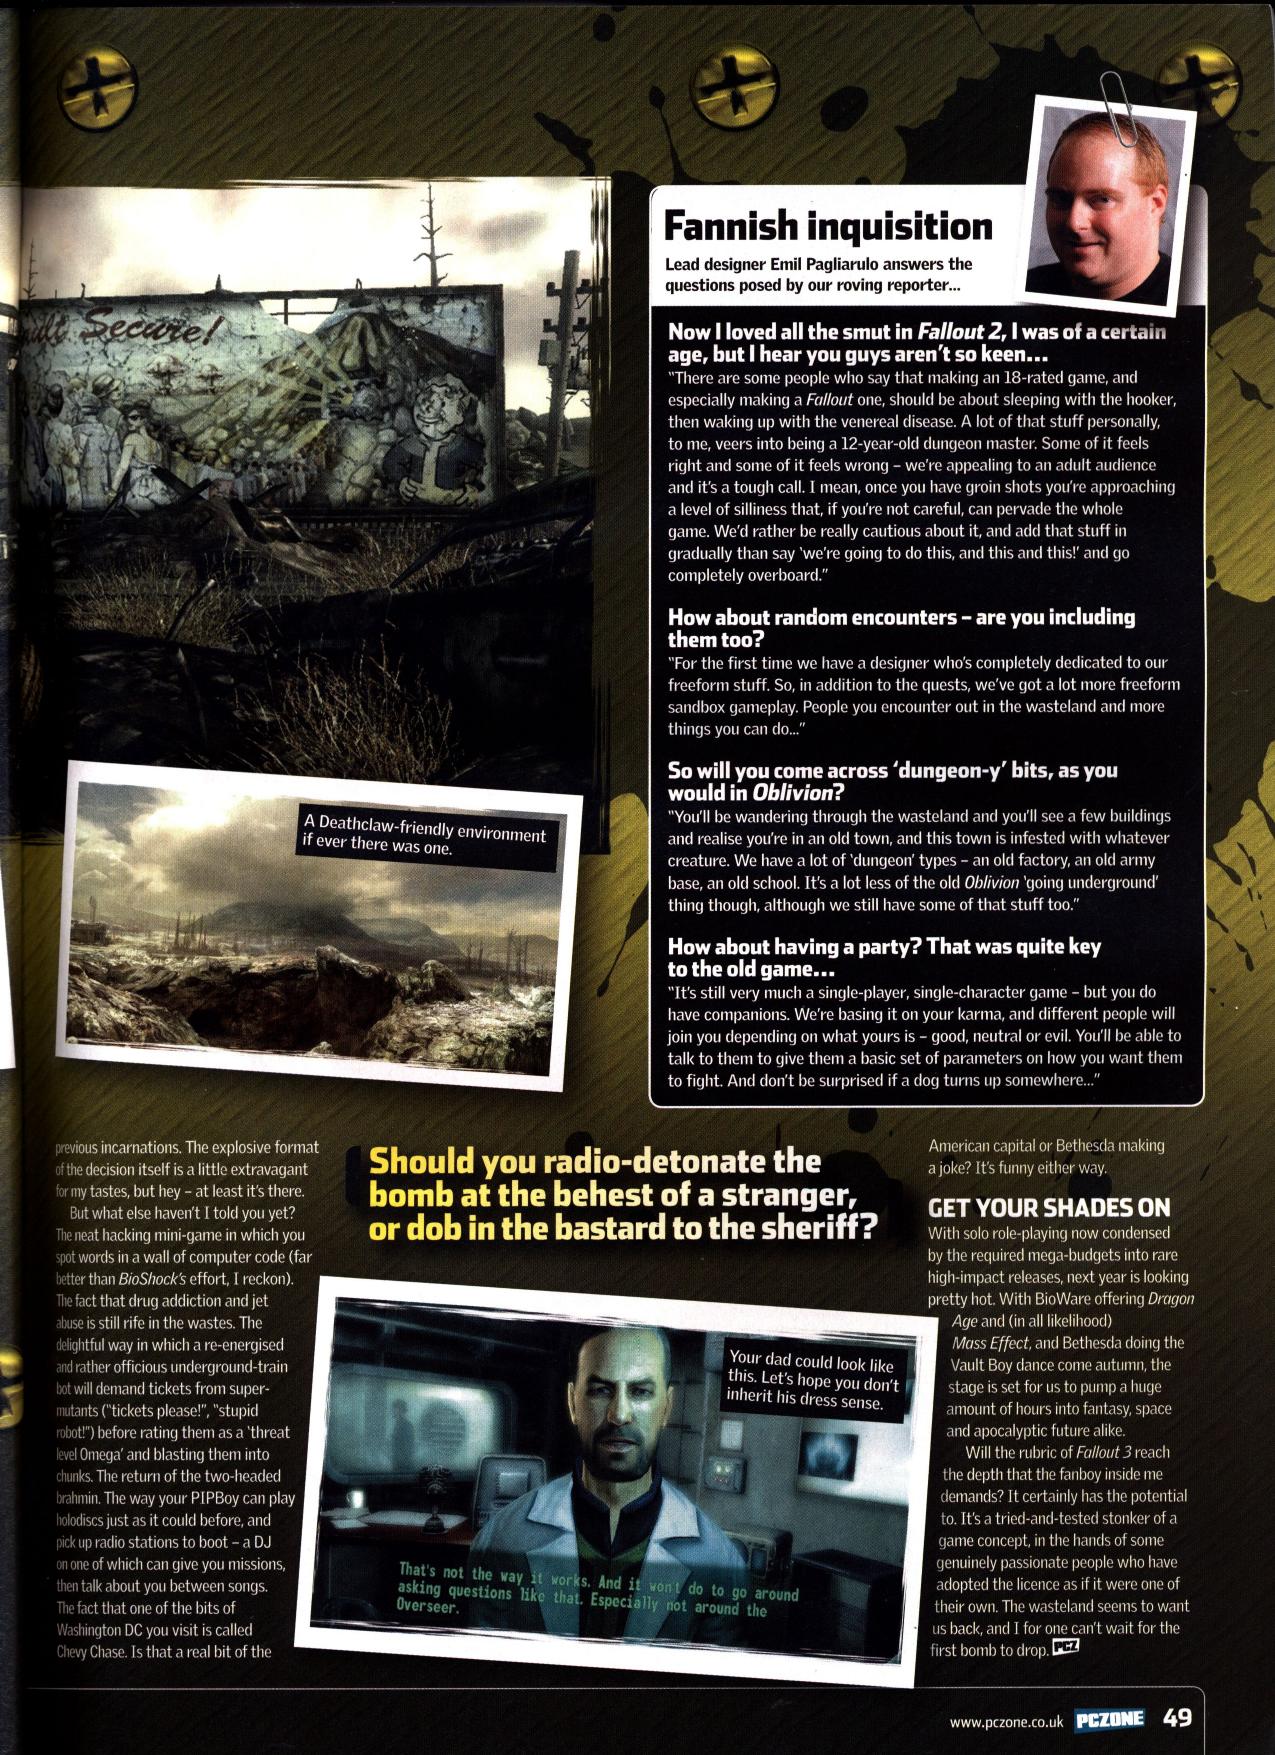 ult Secure!
Fannish inquisition
Lead designer Emil Pagliarulo answers the
questions posed by our roving reporter...
Now I loved all the smut in Fallout 2, I was of a certain
age, but I hear you guys aren't so keen...
"There are some people who say that making an 18-rated game, and
especially making a Fallout one, should be about sleeping with the hooker,
then waking up with the venereal disease. A lot of that stuff personally,
to me, veers into being a 12-year-old dungeon master. Some of it feels
right and some of it feels wrong – we're appealing to an adult audience
and it's a tough call. I mean, once you have groin shots you're approaching
a level of silliness that, if you're not careful, can pervade the whole
game. We'd rather be really cautious about it, and add that stuff in
gradually than say 'we're going to do this, and this and this!' and go
completely overboard."
How about random encounters – are you including
them too?
"For the first time we have a designer who's completely dedicated to our
freeform stuff. So, in addition to the quests, we've got a lot more freeform
sandbox gameplay. People you encounter out in the wasteland and more
things you can do..."
So will you come across 'dungeon-y' bits, as you
would in Oblivion?
"You'll be wandering through the wasteland and you'll see a few buildings
and realise you're in an old town, and this town is infested with whatever
creature. We have a lot of 'dungeon' types – an old factory, an old army
base, an old school. It's a lot less of the old Oblivion 'going underground'
thing though, although we still have some of that stuff too."
How about having a party? That was quite key
to the old game...
"It's still very much a single-player, single-character game – but you do
have companions. We're basing it on your karma, and different people will
join you depending on what yours is – good, neutral or evil. You'll be able to
talk to them to give them a basic set of parameters on how you want them
to fight. And don't be surprised if a dog turns up somewhere..."
A Deathclaw-friendly environment
if ever there was one.
previous incarnations. The explosive format
of the decision itself is a little extravagant
for my tastes, but hey – at least it's there.
But what else haven't I told you yet?
The neat hacking mini-game in which you
spot words in a wall of computer code (far
better than BioShock's effort, I reckon).
The fact that drug addiction and jet
abuse is still rife in the wastes. The
delightful way in which a re-energised
and rather officious underground-train
bot will demand tickets from super-
mutants ("tickets please!", "stupid
robot!") before rating them as a 'threat
level Omega' and blasting them into
chunks. The return of the two-headed
brahmin. The way your PIPBoy can play
holodiscs just as it could before, and
pick up radio stations to boot – a DJ
on one of which can give you missions,
then talk about you between songs.
The fact that one of the bits of
Washington DC you visit is called
Chevy Chase. Is that a real bit of the
Should you radio-detonate the
bomb at the behest of a stranger,
or dob in the bastard to the sheriff?
Your dad could look like
this. Let's hope you don't
inherit his dress sense.
That's not the way it works. And it won't do to go around
asking questions like that. Especially not around the
Overseer.
American capital or Bethesda making
a joke? It's funny either way.
GET YOUR SHADES ON
With solo role-playing now condensed
by the required mega-budgets into rare
high-impact releases, next year is looking
pretty hot. With BioWare offering Dragon
Age and (in all likelihood)
Mass Effect, and Bethesda doing the
Vault Boy dance come autumn, the
stage is set for us to pump a huge
amount of hours into fantasy, space
and apocalyptic future alike.
Will the rubric of Fallout 3 reach
the depth that the fanboy inside me
demands? It certainly has the potential
to. It's a tried-and-tested stonker of a
game concept, in the hands of some
genuinely passionate people who have
adopted the licence as if it were one of
their own. The wasteland seems to want
us back, and I for one can't wait for the
first bomb to drop. PCZ
www.pczone.co.uk PCZONE 49